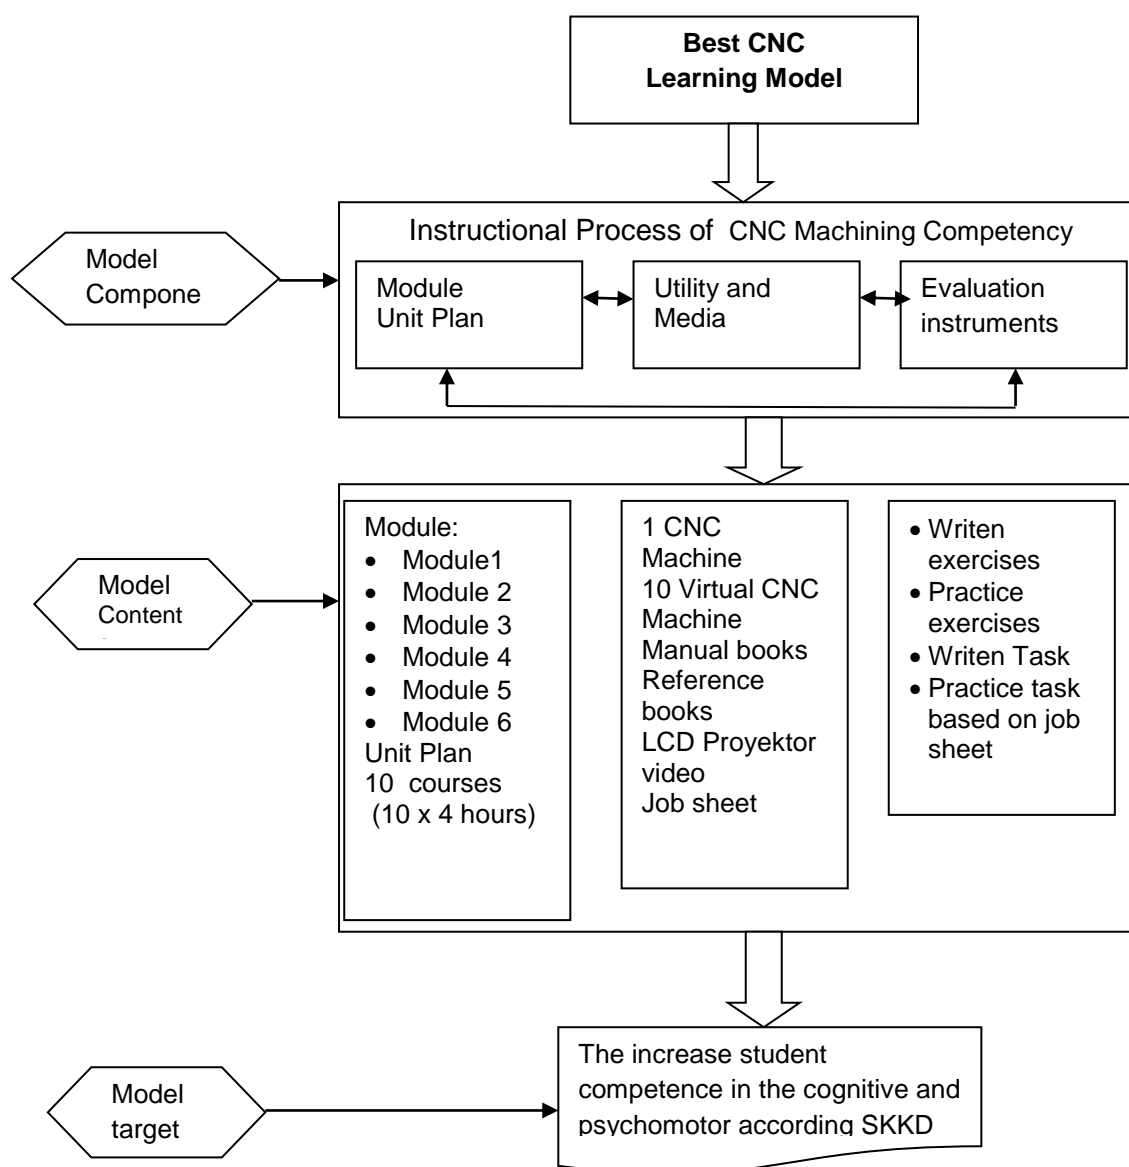 Best CNC
Learning Model
Instructional Process of CNC Machining Competency
Model
Compone
Module
Unit Plan
Utility and
Media
Evaluation
instruments
Model
Content
Module:
• Module1
• Module 2
• Module 3
• Module 4
• Module 5
• Module 6
Unit Plan
10 courses
(10 x 4 hours)
1 CNC
Machine
10 Virtual CNC
Machine
Manual books
Reference
books
LCD Proyektor
video
Job sheet
• Writen
exercises
• Practice
exercises
• Writen Task
• Practice task
based on job
sheet
Model
target
The increase student
competence in the cognitive and
psychomotor according SKKD